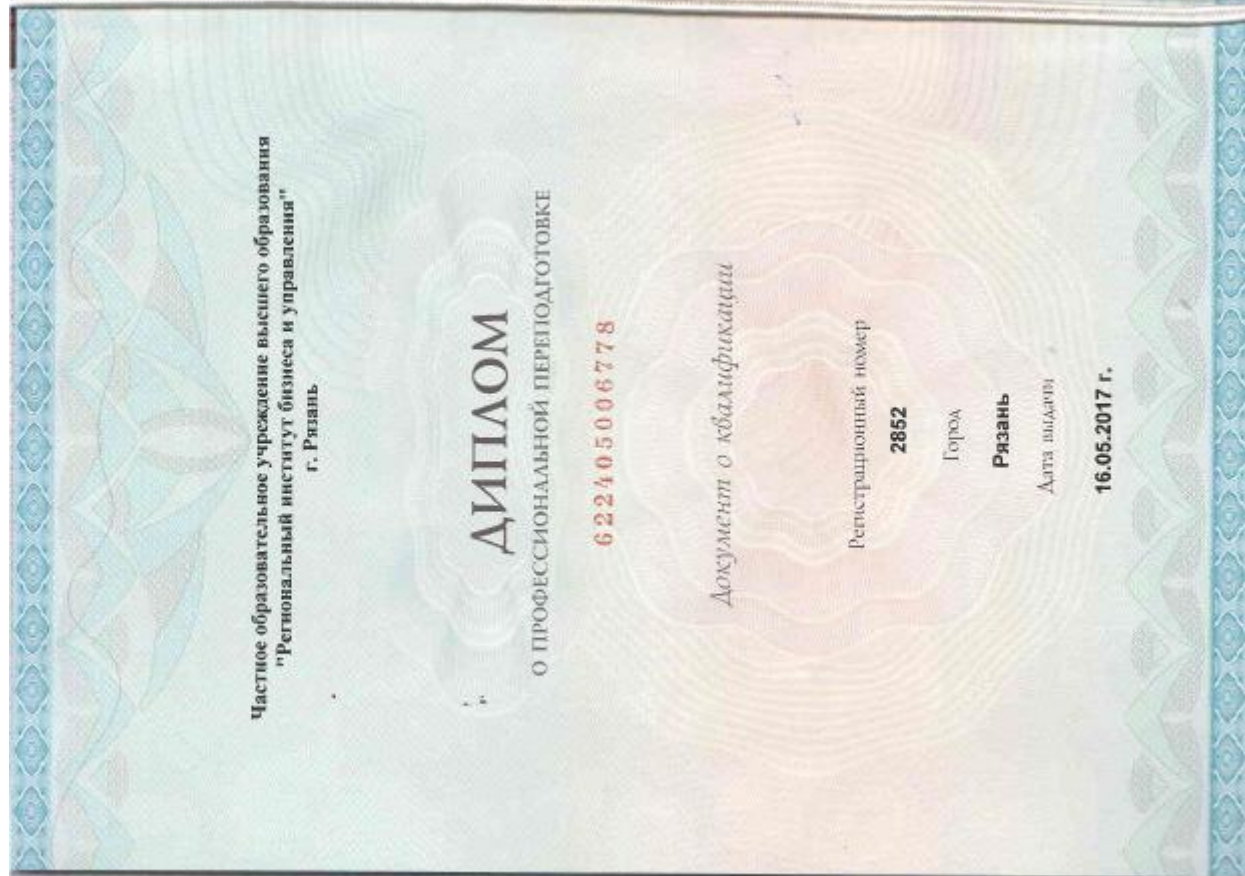 Частное образовательное учреждение высшего образования
"Региональный институт бизнеса и управления"
г. Рязань
ДИПЛОМ
О ПРОФЕССИОНАЛЬНОЙ ПЕРЕПОДГОТОВКЕ
622405006778
Документ о квалификации
Регистрационный номер
2852
Город
Рязань
Дата выдачи
16.05.2017 г.